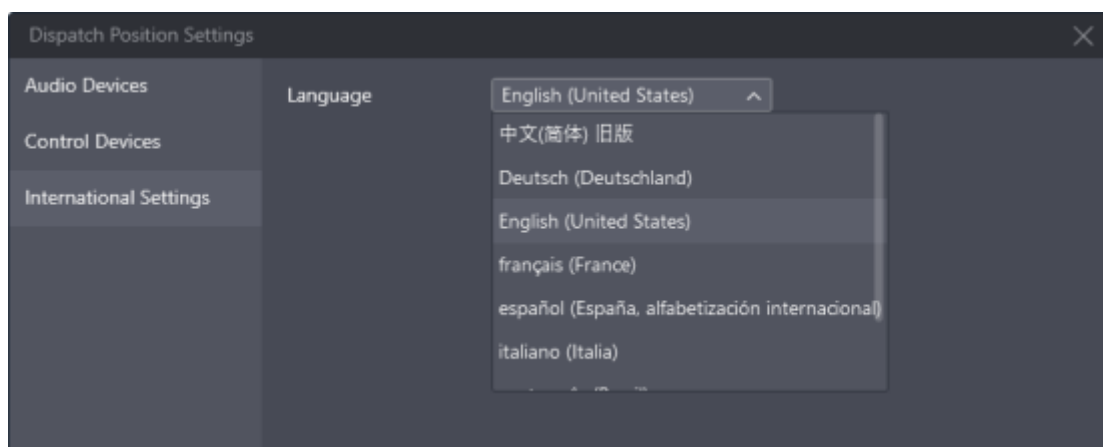 Dispatch Position Settings
Audio Devices
Control Devices
International Settings
Language
English (United States)
中文(简体) 旧版
Deutsch (Deutschland)
English (United States)
français (France)
español (España, alfabetización internacional)
italiano (Italia)